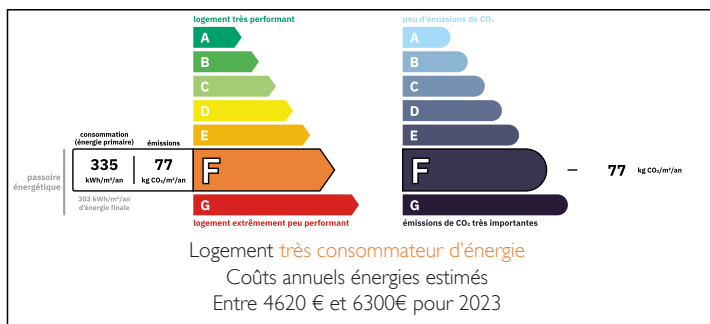 logement très performant
A
B
C
D
E
consommation
(énergie primaire)
émissions
335
kWh/m²/an
77
kg CO₂/m²/an
F
passoire
énergétique
303 kWh/m²/an
d'énergie finale
G
logement extrêmement peu performant
peu d'émissions de CO₂
A
B
C
D
E
F
77 kg CO₂/m²/an
G
émissions de CO₂ très importantes
Logement très consommateur d'énergie
Coûts annuels énergies estimés
Entre 4620 € et 6300€ pour 2023